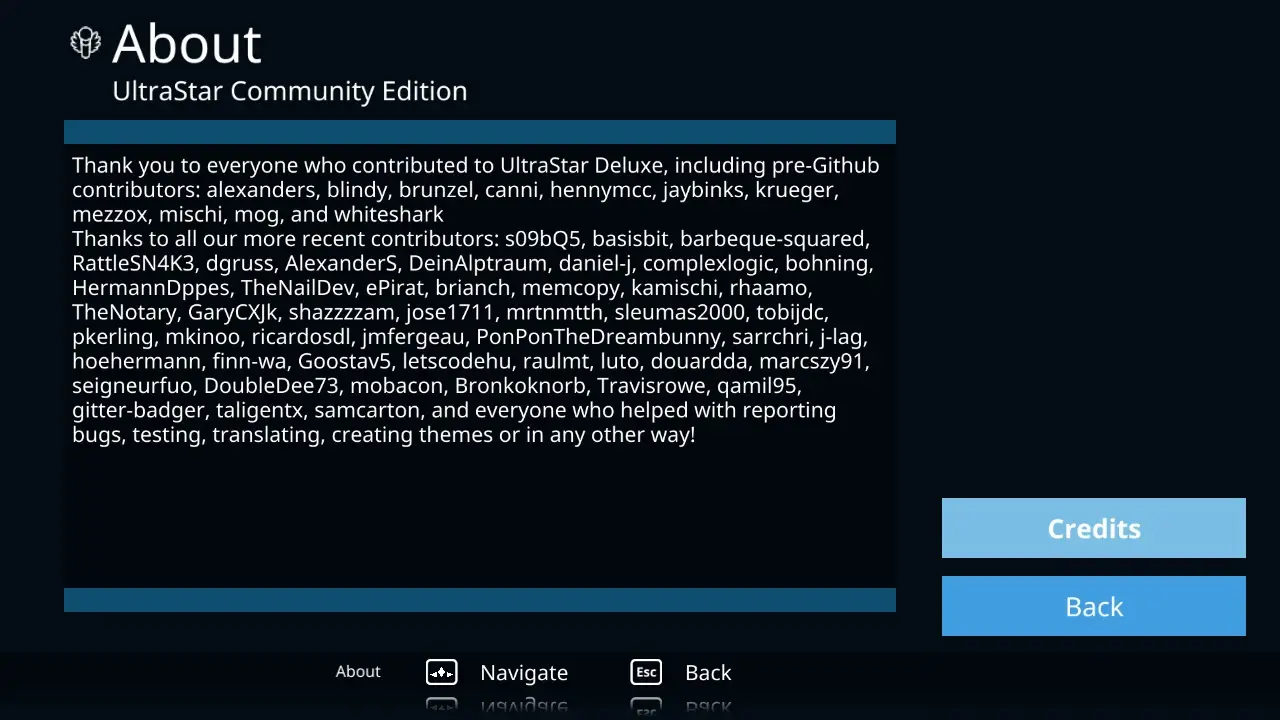 About
UltraStar Community Edition
Thank you to everyone who contributed to UltraStar Deluxe, including pre-Github
contributors: alexanders, blindy, brunzel, canni, hennymcc, jaybinks, krueger,
mezzox, mischi, mog, and whiteshark
Thanks to all our more recent contributors: s09bQ5, basisbit, barbeque-squared,
RattleSN4K3, dgruss, AlexanderS, DeinAlptraum, daniel-j, complexlogic, bohning,
HermannDppes, TheNailDev, ePirat, brianch, memcopy, kamischi, rhaamo,
TheNotary, GaryCXJk, shazzzzam, jose1711, mrtnmtth, sleumas2000, tobijdc,
pkerling, mkinoo, ricardosdl, jmfergeau, PonPonTheDreambunny, sarrchri, j-lag,
hoehermann, finn-wa, Goostav5, letscodehu, raulmt, luto, douardda, marcszy91,
seigneurfuo, DoubleDee73, mobacon, Bronkoknorb, Travisrowe, qamil95,
gitter-badger, taligentx, samcarton, and everyone who helped with reporting
bugs, testing, translating, creating themes or in any other way!
Credits
Back
About
Navigate
Esc
Back